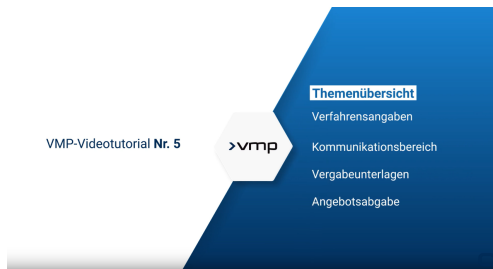 VMP-Videotutorial Nr. 5
vmp
Themenübersicht
Verfahrensangaben
Kommunikationsbereich
Vergabeunterlagen
Angebotsabgabe